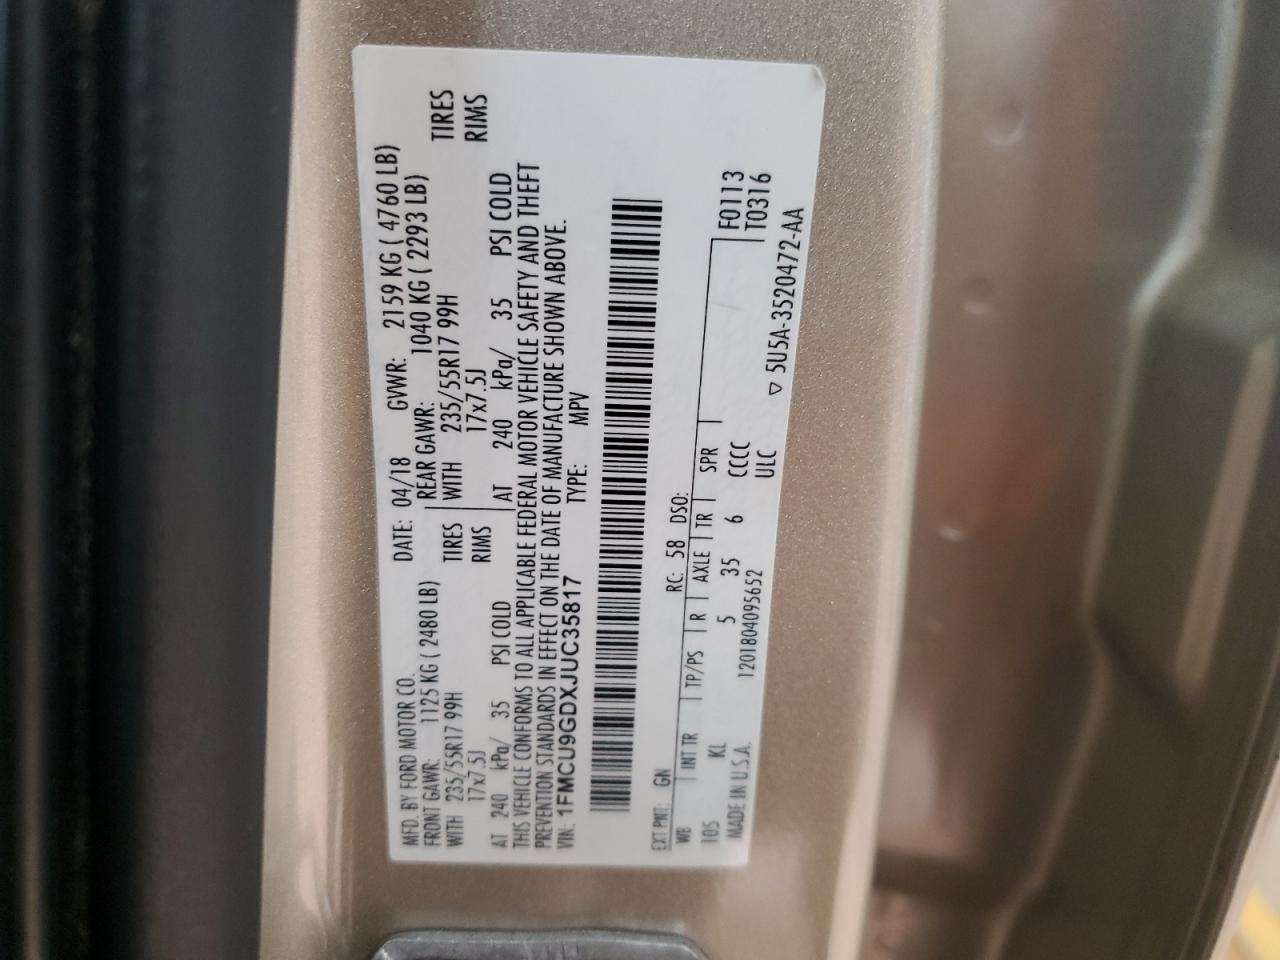 MFD. BY FORD MOTOR CO. DATE: 04/18 GVWR: 2159 KG ( 4760 LB)
FRONT GAWR: 1125 KG ( 2480 LB) REAR GAWR: 1040 KG ( 2293 LB)
WITH 235/55R17 99H TIRES WITH 235/55R17 99H TIRES
17x7.5J RIMS 17x7.5J RIMS
AT 240 kPa/ 35 PSI COLD AT 240 kPa/ 35 PSI COLD
THIS VEHICLE CONFORMS TO ALL APPLICABLE FEDERAL MOTOR VEHICLE SAFETY AND THEFT
PREVENTION STANDARDS IN EFFECT ON THE DATE OF MANUFACTURE SHOWN ABOVE.
VIN: 1FMCU9GDXJUC35817 TYPE: MPV
EXT PNT: GN RC: 58 DSO: F0113
WB INT TR TP/PS R AXLE TR SPR T0316
105 KL 5 35 6 CCCC
MADE IN U.S.A. 120180409S652 ULC
▽ 5U5A-3520472-AA